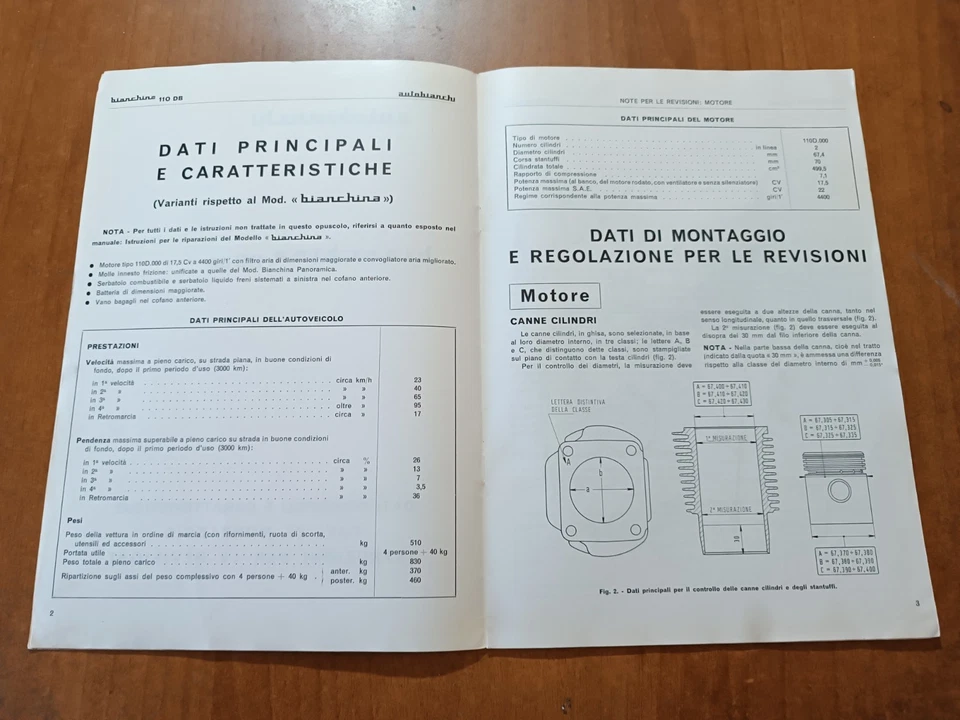 bianchina 110 DB
autobianchi
DATI PRINCIPALI
E CARATTERISTICHE
(Varianti rispetto al Mod. « bianchina »)
NOTA - Per tutti i dati e le istruzioni non trattate in questo opuscolo, riferirsi a quanto esposto nel
manuale: Istruzioni per le riparazioni del Modello « bianchina ».
● Motore tipo 110D.000 di 17,5 Cv a 4400 giri/1' con filtro aria di dimensioni maggiorate e convogliatore aria migliorato.
● Molle innesto frizione: unificate a quelle del Mod. Bianchina Panoramica.
● Serbatoio combustibile e serbatoio liquido freni sistemati a sinistra nel cofano anteriore.
● Batteria di dimensioni maggiorate.
● Vano bagagli nel cofano anteriore.
DATI PRINCIPALI DELL'AUTOVEICOLO
PRESTAZIONI
Velocità massima a pieno carico, su strada piana, in buone condizioni di
fondo, dopo il primo periodo d'uso (3000 km):
in 1ª velocità circa km/h 23
in 2ª » » » 40
in 3ª » » » 65
in 4ª » oltre » 95
in Retromarcia circa » 17
Pendenza massima superabile a pieno carico su strada in buone condizioni
di fondo, dopo il primo periodo d'uso (3000 km):
in 1ª velocità circa % 26
in 2ª » » » 13
in 3ª » » » 7
in 4ª » » » 3,5
in Retromarcia » » 36
Pesi
Peso della vettura in ordine di marcia (con rifornimenti, ruota di scorta,
utensili ed accessori) kg 510
Portata utile 4 persone + 40 kg
Peso totale a pieno carico kg 830
Ripartizione sugli assi del peso complessivo con 4 persone + 40 kg. anter. kg 370
poster. kg 460
2
NOTE PER LE REVISIONI: MOTORE
DATI PRINCIPALI DEL MOTORE
Tipo di motore 110D.000
Numero cilindri in linea 2
Diametro cilindri mm 67,4
Corsa stantuffi mm 70
Cilindrata totale cm³ 499,5
Rapporto di compressione 7,1
Potenza massima (al banco, del motore rodato, con ventilatore e senza silenziatore) CV 17,5
Potenza massima S.A.E. CV 22
Regime corrispondente alla potenza massima giri/1' 4400
DATI DI MONTAGGIO
E REGOLAZIONE PER LE REVISIONI
Motore
CANNE CILINDRI
Le canne cilindri, in ghisa, sono selezionate, in base
al loro diametro interno, in tre classi; le lettere A, B
e C, che distinguono dette classi, sono stampigliate
sul piano di contatto con la testa cilindri (fig. 2).
Per il controllo dei diametri, la misurazione deve
essere eseguita a due altezze della canna, tanto nel
senso longitudinale, quanto in quello trasversale (fig. 2).
La 2ª misurazione (fig. 2) deve essere eseguita al
disopra dei 30 mm dal filo inferiore della canna.
NOTA - Nella parte bassa della canna, cioè nel tratto
indicato dalla quota « 30 mm », è ammessa una differenza
rispetto alla classe del diametro interno di mm
LETTERA DISTINTIVA
DELLA CLASSE
A
b
a
A = 67,400÷67,410
B = 67,410÷67,420
C = 67,420÷67,430
1ª MISURAZIONE
2ª MISURAZIONE
30
A = 67,305÷67,315
B = 67,315÷67,325
C = 67,325÷67,335
A = 67,370÷67,380
B = 67,380÷67,390
C = 67,390÷67,400
Fig. 2. - Dati principali per il controllo delle canne cilindri e degli stantuffi.
3